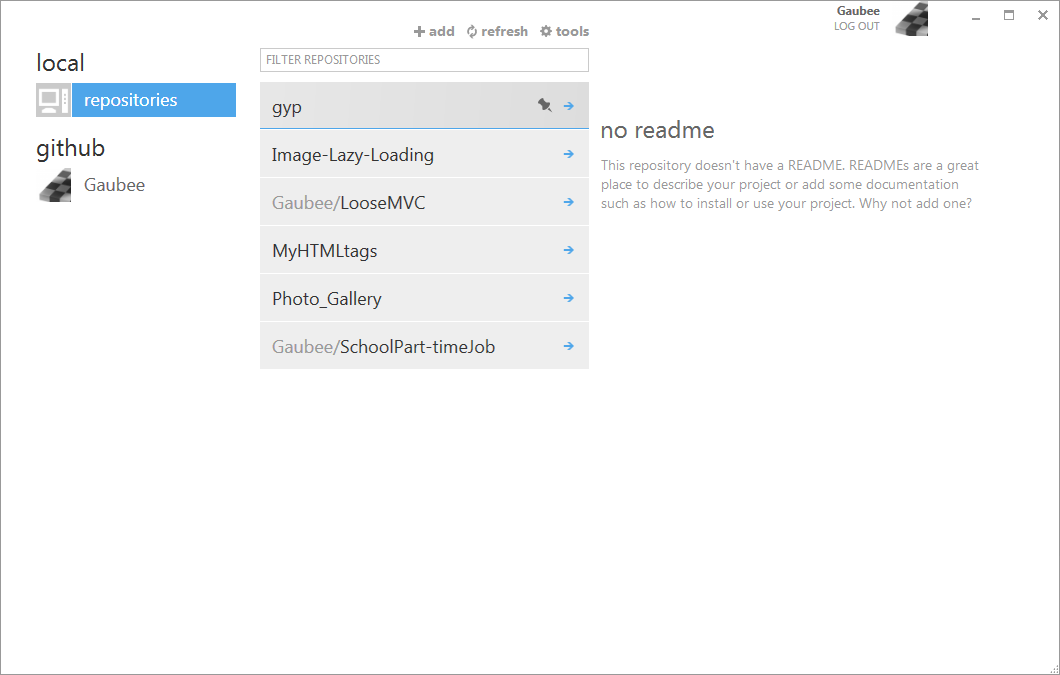 Gaubee
LOG OUT
add refresh tools
local
repositories
github
Gaubee
FILTER REPOSITORIES
gyp
Image-Lazy-Loading
Gaubee/LooseMVC
MyHTMLtags
Photo_Gallery
Gaubee/SchoolPart-timeJob
no readme
This repository doesn't have a README. READMEs are a great
place to describe your project or add some documentation
such as how to install or use your project. Why not add one?